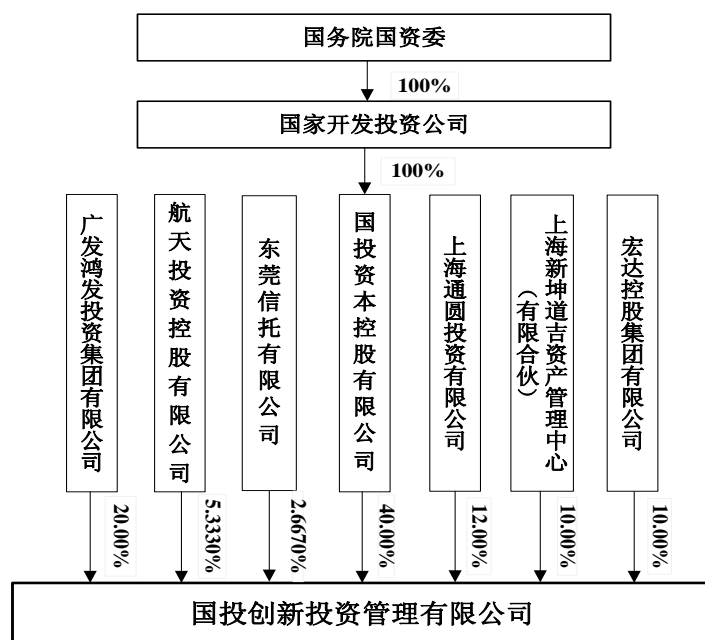 国务院国资委
100%
国家开发投资公司
100%
广发鸿发投资集团有限公司
航天投资控股有限公司
东莞信托有限公司
国投资本控股有限公司
上海通圆投资有限公司
上海新坤道吉资产管理中心
（有限合伙）
宏达控股集团有限公司
20.00%
5.3330%
2.6670%
40.00%
12.00%
10.00%
10.00%
国投创新投资管理有限公司